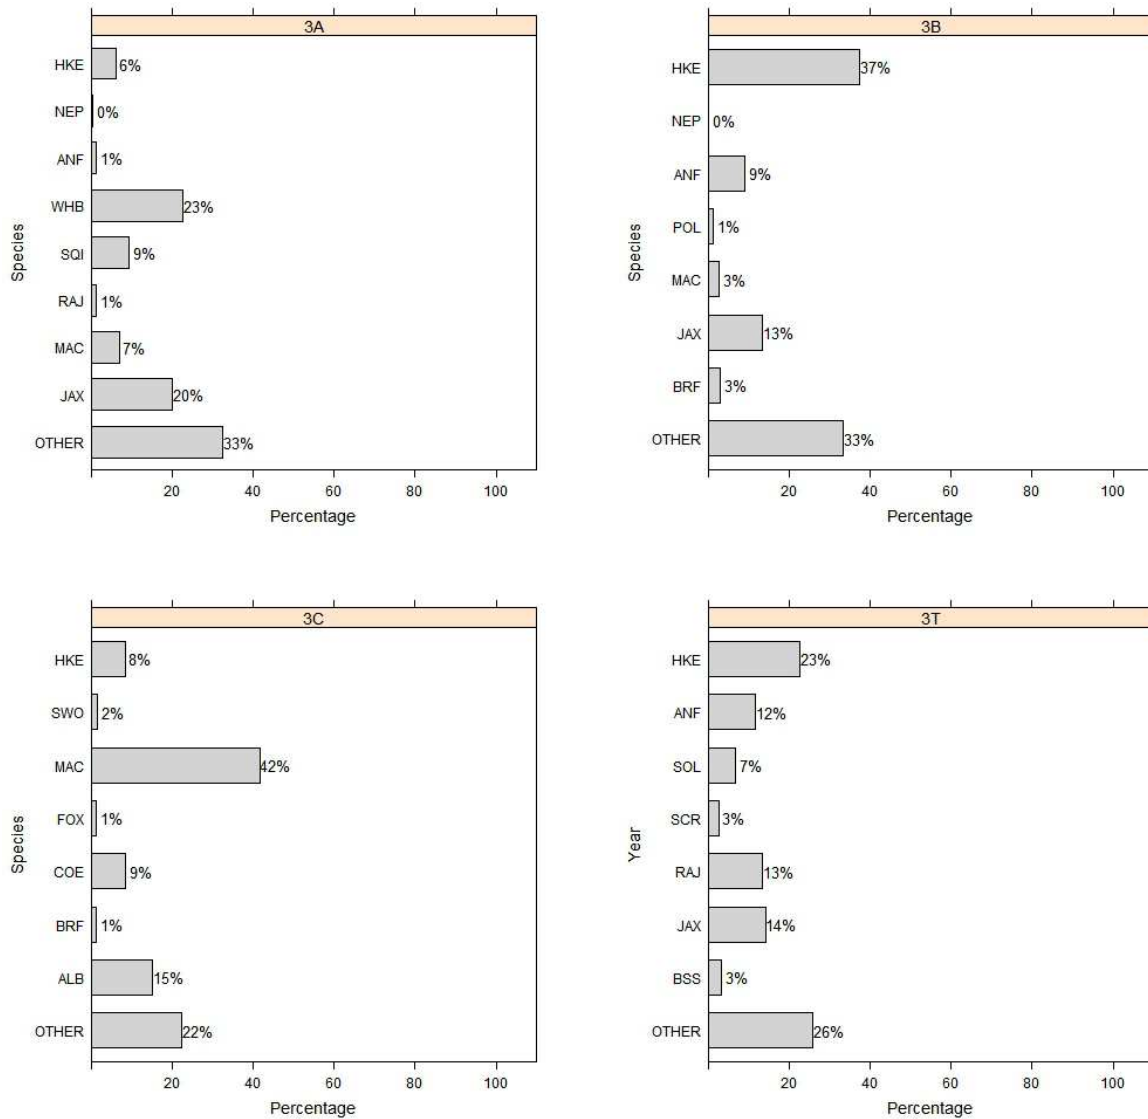 3A
HKE 6%
NEP 0%
ANF 1%
WHB 23%
SQI 9%
RAJ 1%
MAC 7%
JAX 20%
OTHER 33%
Species
20 40 60 80 100
Percentage
3B
HKE 37%
NEP 0%
ANF 9%
POL 1%
MAC 3%
JAX 13%
BRF 3%
OTHER 33%
Species
20 40 60 80 100
Percentage
3C
HKE 8%
SWO 2%
MAC 42%
FOX 1%
COE 9%
BRF 1%
ALB 15%
OTHER 22%
Species
20 40 60 80 100
Percentage
3T
HKE 23%
ANF 12%
SOL 7%
SCR 3%
RAJ 13%
JAX 14%
BSS 3%
OTHER 26%
Year
20 40 60 80 100
Percentage